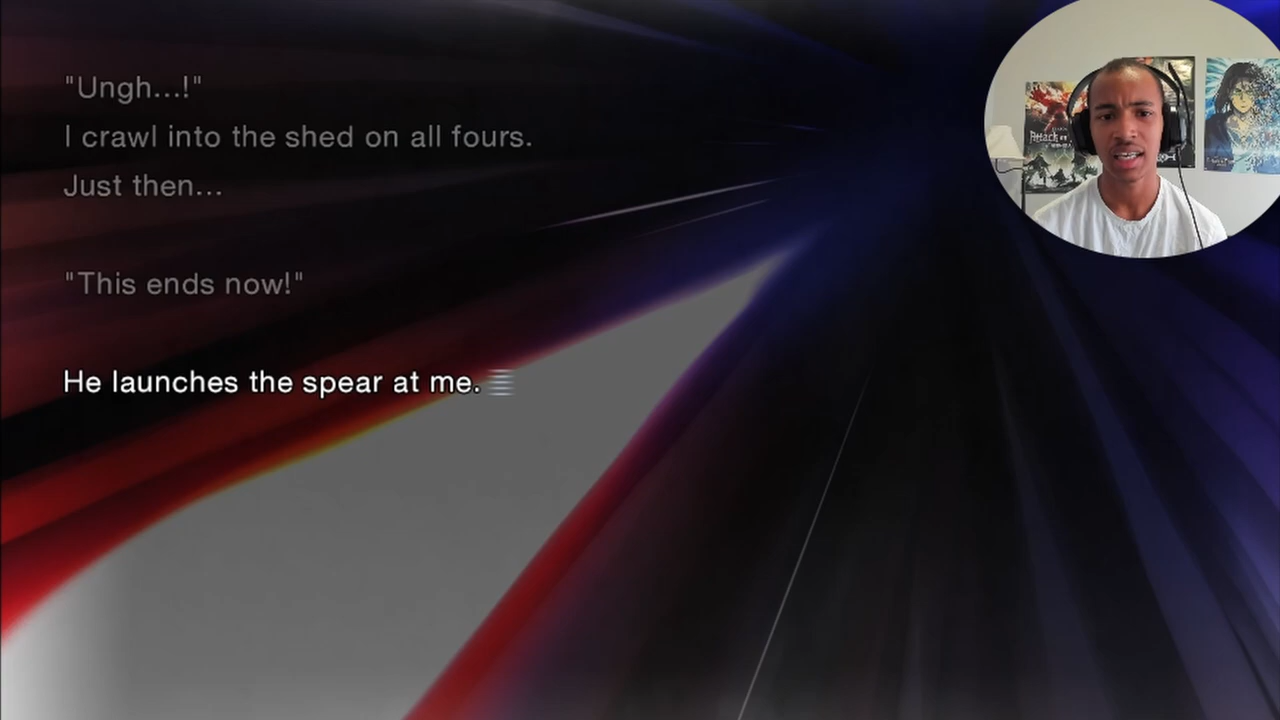 "Ungh...!"
I crawl into the shed on all fours.
Just then...
"This ends now!"
He launches the spear at me.
Attack